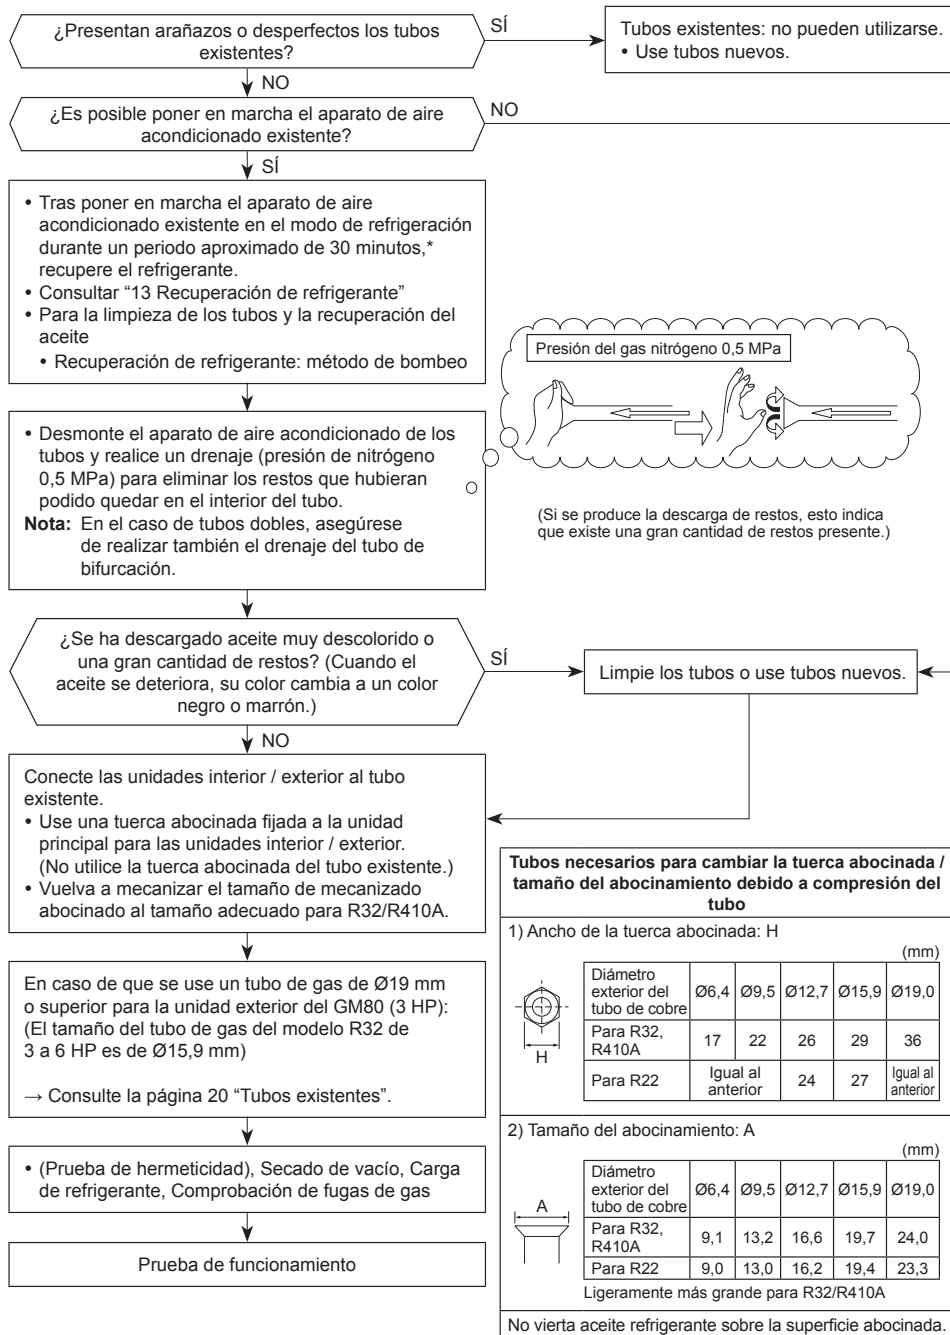 ¿Presentan arañazos o desperfectos los tubos
existentes?
SÍ
Tubos existentes: no pueden utilizarse.
• Use tubos nuevos.
NO
¿Es posible poner en marcha el aparato de aire
acondicionado existente?
NO
SÍ
• Tras poner en marcha el aparato de aire
acondicionado existente en el modo de refrigeración
durante un periodo aproximado de 30 minutos,*
recupere el refrigerante.
• Consultar “13 Recuperación de refrigerante”
• Para la limpieza de los tubos y la recuperación del
aceite
• Recuperación de refrigerante: método de bombeo
Presión del gas nitrógeno 0,5 MPa
• Desmonte el aparato de aire acondicionado de los
tubos y realice un drenaje (presión de nitrógeno
0,5 MPa) para eliminar los restos que hubieran
podido quedar en el interior del tubo.
Nota: En el caso de tubos dobles, asegúrese
de realizar también el drenaje del tubo de
bifurcación.
(Si se produce la descarga de restos, esto indica
que existe una gran cantidad de restos presente.)
¿Se ha descargado aceite muy descolorido o
una gran cantidad de restos? (Cuando el
aceite se deteriora, su color cambia a un color
negro o marrón.)
SÍ
Limpie los tubos o use tubos nuevos.
NO
Conecte las unidades interior / exterior al tubo
existente.
• Use una tuerca abocinada fijada a la unidad
principal para las unidades interior / exterior.
(No utilice la tuerca abocinada del tubo existente.)
• Vuelva a mecanizar el tamaño de mecanizado
abocinado al tamaño adecuado para R32/R410A.
En caso de que se use un tubo de gas de Ø19 mm
o superior para la unidad exterior del GM80 (3 HP):
(El tamaño del tubo de gas del modelo R32 de
3 a 6 HP es de Ø15,9 mm)
→ Consulte la página 20 “Tubos existentes”.
• (Prueba de hermeticidad), Secado de vacío, Carga
de refrigerante, Comprobación de fugas de gas
Prueba de funcionamiento
Tubos necesarios para cambiar la tuerca abocinada /
tamaño del abocinamiento debido a compresión del
tubo
1) Ancho de la tuerca abocinada: H
(mm)
H
Diámetro
exterior del
tubo de cobre
Ø6,4 Ø9,5 Ø12,7 Ø15,9 Ø19,0
Para R32,
R410A
17 22 26 29 36
Para R22
Igual al
anterior
24 27
Igual al
anterior
2) Tamaño del abocinamiento: A
(mm)
A
Diámetro
exterior del
tubo de cobre
Ø6,4 Ø9,5 Ø12,7 Ø15,9 Ø19,0
Para R32,
R410A
9,1 13,2 16,6 19,7 24,0
Para R22 9,0 13,0 16,2 19,4 23,3
Ligeramente más grande para R32/R410A
No vierta aceite refrigerante sobre la superficie abocinada.